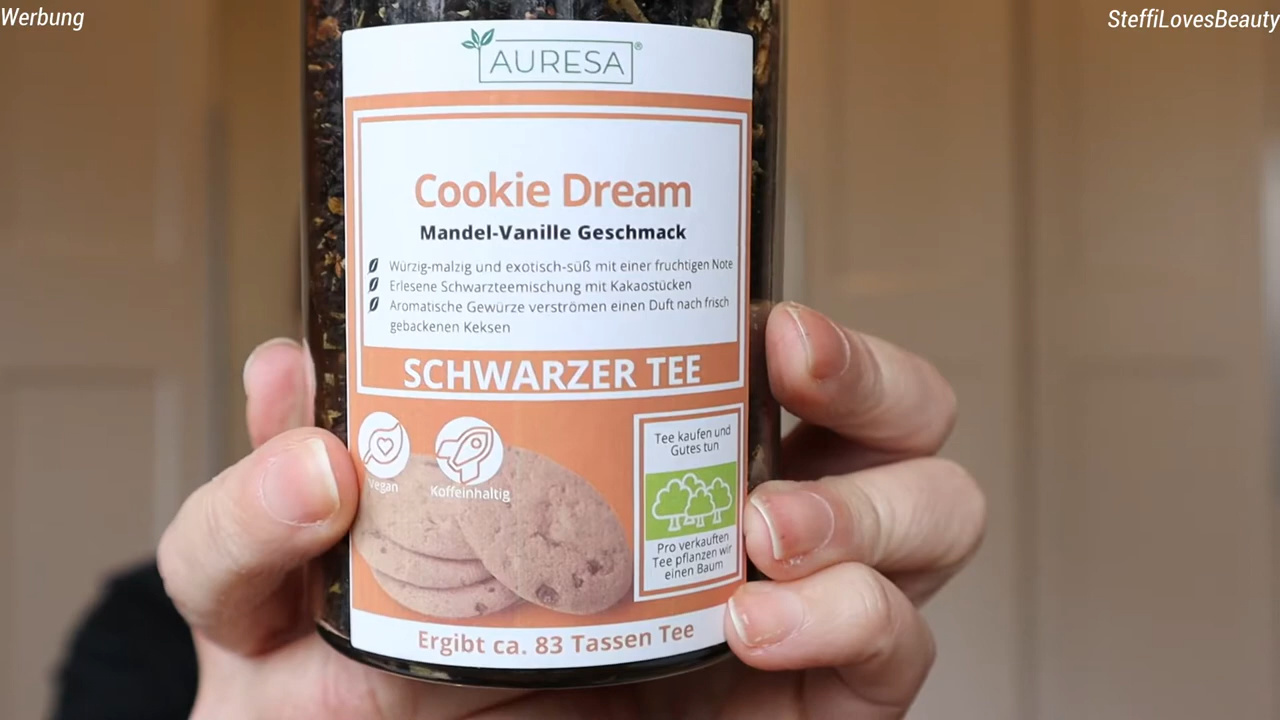 Werbung
SteffiLovesBeauty
AURESA®
Cookie Dream
Mandel-Vanille Geschmack
Würzig-malzig und exotisch-süß mit einer fruchtigen Note
Erlesene Schwarzteemischung mit Kakaostücken
Aromatische Gewürze verströmen einen Duft nach frisch
gebackenen Keksen
SCHWARZER TEE
Vegan
Koffeinhaltig
Tee kaufen und
Gutes tun
Pro verkauften
Tee pflanzen wir
einen Baum
Ergibt ca. 83 Tassen Tee